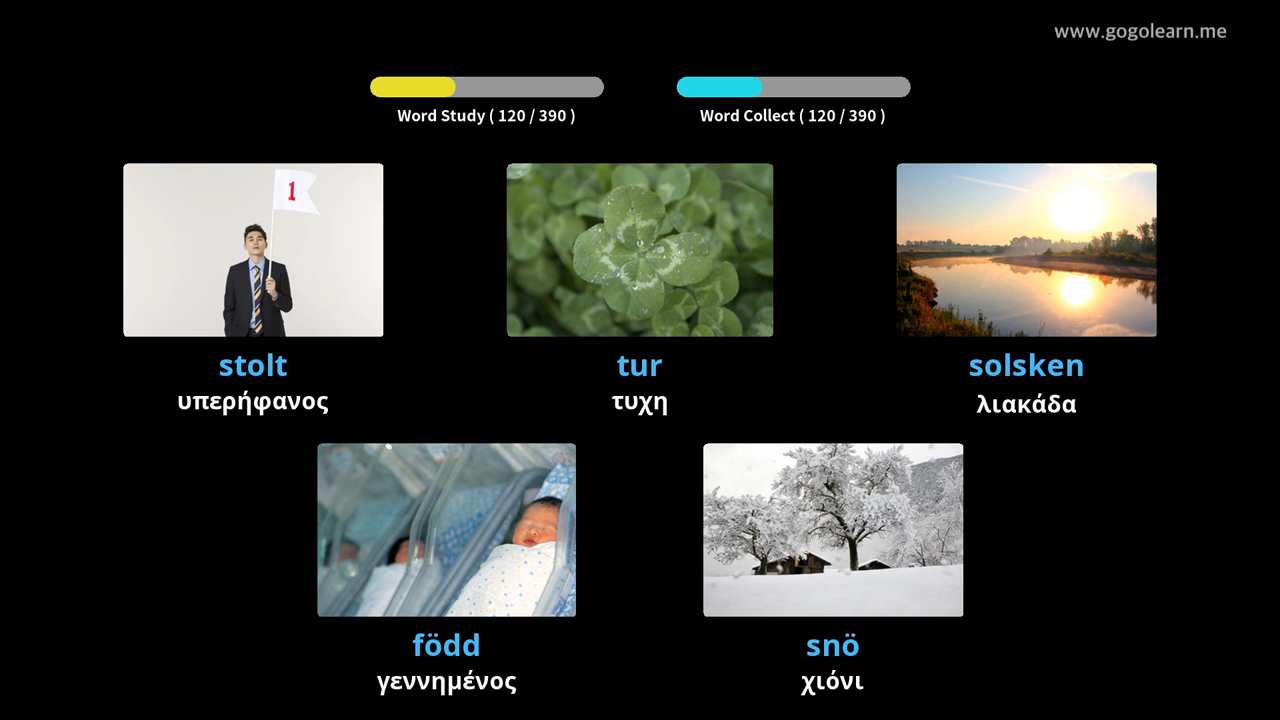 www.gogolearn.me
Word Study ( 120 / 390 )
Word Collect ( 120 / 390 )
1
stolt
υπερήφανος
tur
τυχη
solsken
λιακάδα
född
γεννημένος
snö
χιόνι